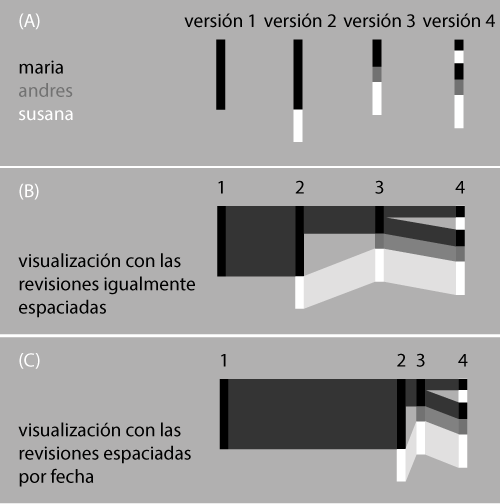 (A)
versión 1 versión 2 versión 3 versión 4
maria
andres
susana
(B)
1 2 3 4
visualización con las
revisiones igualmente
espaciadas
(C)
1 2 3 4
visualización con las
revisiones espaciadas
por fecha